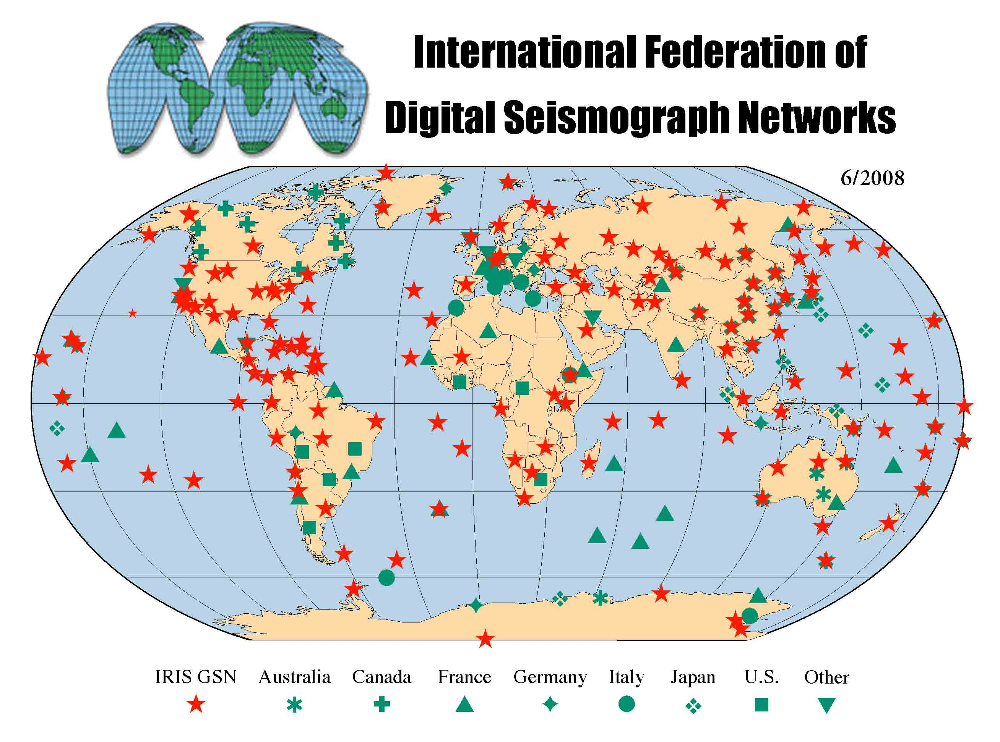 International Federation of
Digital Seismograph Networks
6/2008
IRIS GSN Australia Canada France Germany Italy Japan U.S. Other